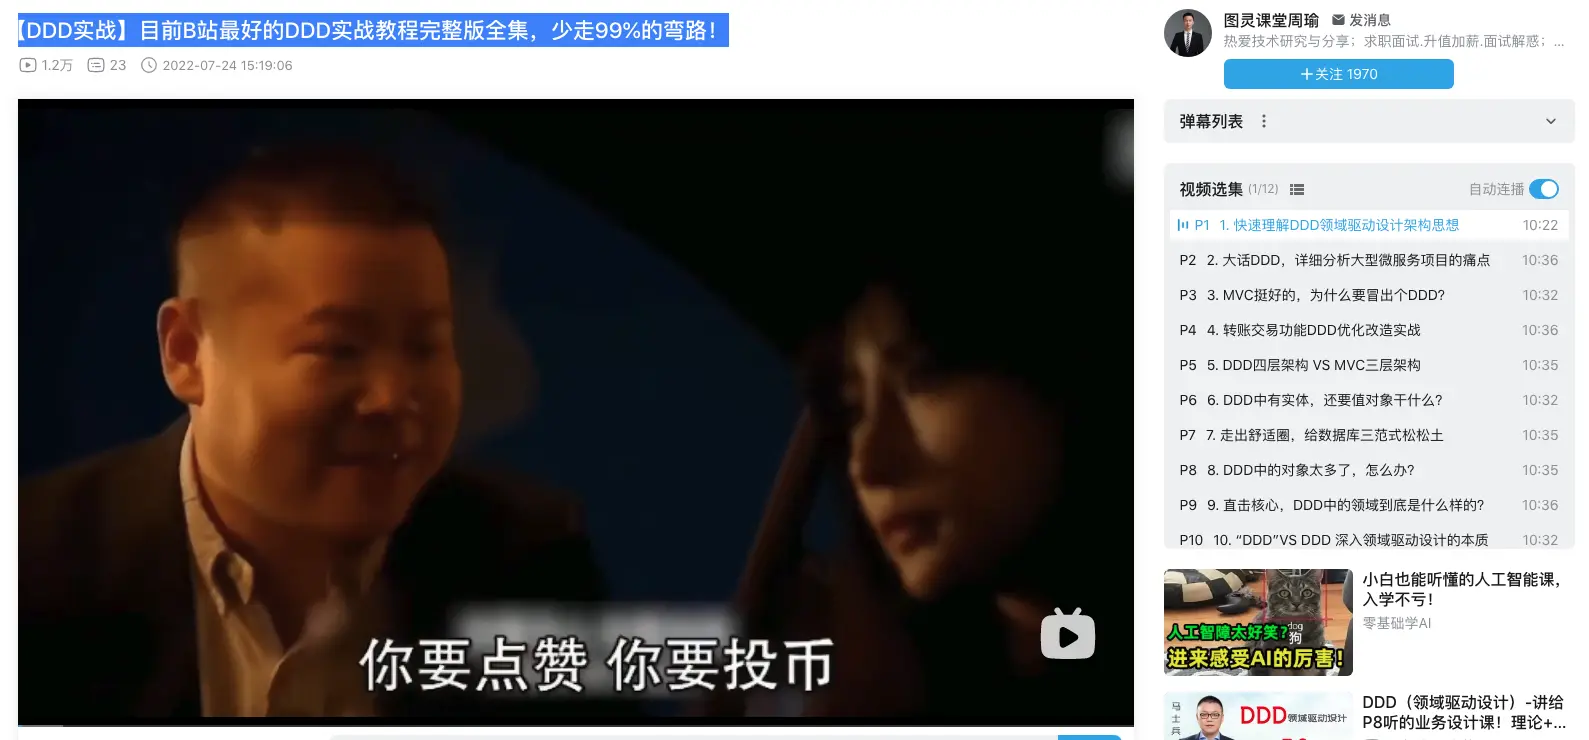 【DDD实战】目前B站最好的DDD实战教程完整版全集，少走99%的弯路！
1.2万 23 2022-07-24 15:19:06
你要点赞 你要投币
图灵课堂周瑜 发消息
热爱技术研究与分享；求职面试.升值加薪.面试解惑；...
+关注 1970
弹幕列表
视频选集 (1/12) 自动连播
P1 1. 快速理解DDD领域驱动设计架构思想 10:22
P2 2. 大话DDD，详细分析大型微服务项目的痛点 10:36
P3 3. MVC挺好的，为什么要冒出个DDD? 10:32
P4 4. 转账交易功能DDD优化改造实战 10:36
P5 5. DDD四层架构 VS MVC三层架构 10:35
P6 6. DDD中有实体，还要值对象干什么? 10:32
P7 7. 走出舒适圈，给数据库三范式松松土 10:35
P8 8. DDD中的对象太多了，怎么办? 10:35
P9 9. 直击核心，DDD中的领域到底是什么样的? 10:36
P10 10. “DDD”VS DDD 深入领域驱动设计的本质 10:32
dog
狗
人工智障太好笑?
进来感受AI的厉害!
小白也能听懂的人工智能课，
入学不亏！
零基础学AI
马士兵
DDD领域驱动设计
DDD（领域驱动设计）-讲给
P8听的业务设计课！理论+...